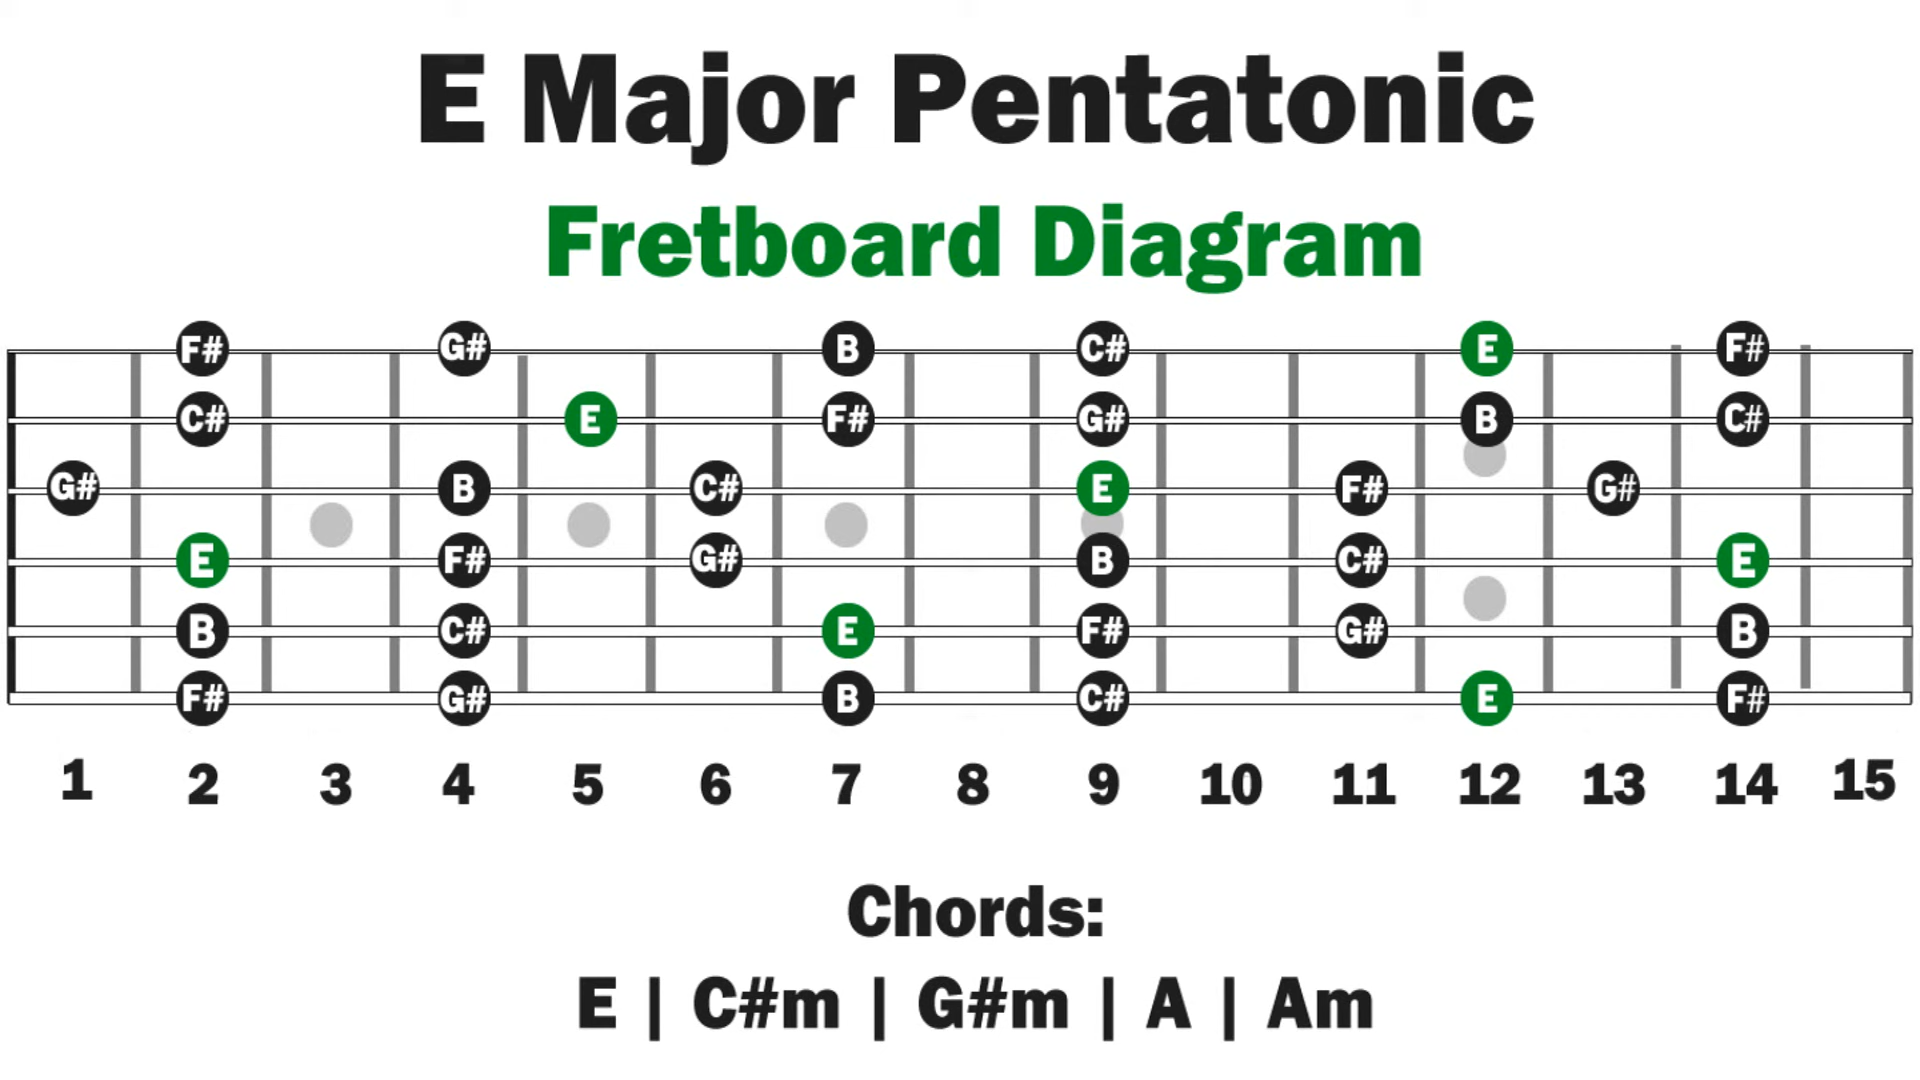 E Major Pentatonic
Fretboard Diagram
F# G# B C# E F#
C# E F# G# B C#
G# B C# E F# G#
E F# G# B C# E
B C# E F# G# B
F# G# B C# E F#
1 2 3 4 5 6 7 8 9 10 11 12 13 14 15
Chords:
E | C#m | G#m | A | Am